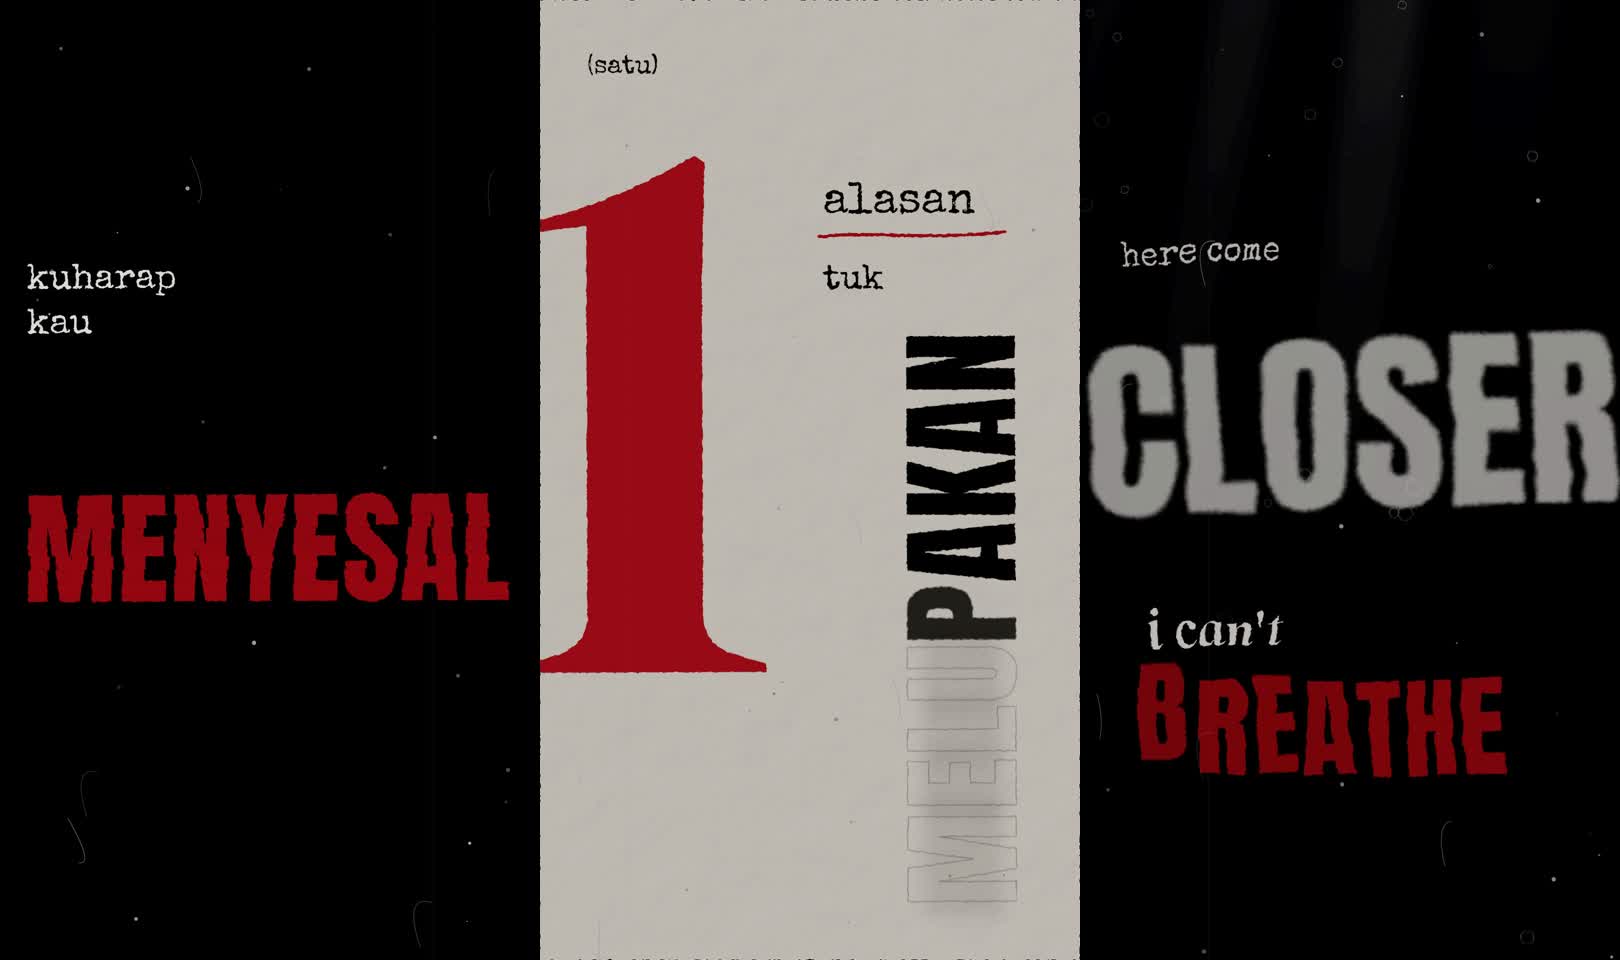 kuharap
kau
MENYESAL
(satu)
1
alasan
tuk
MELUPAKAN
here come
CLOSER
i can't
BREATHE